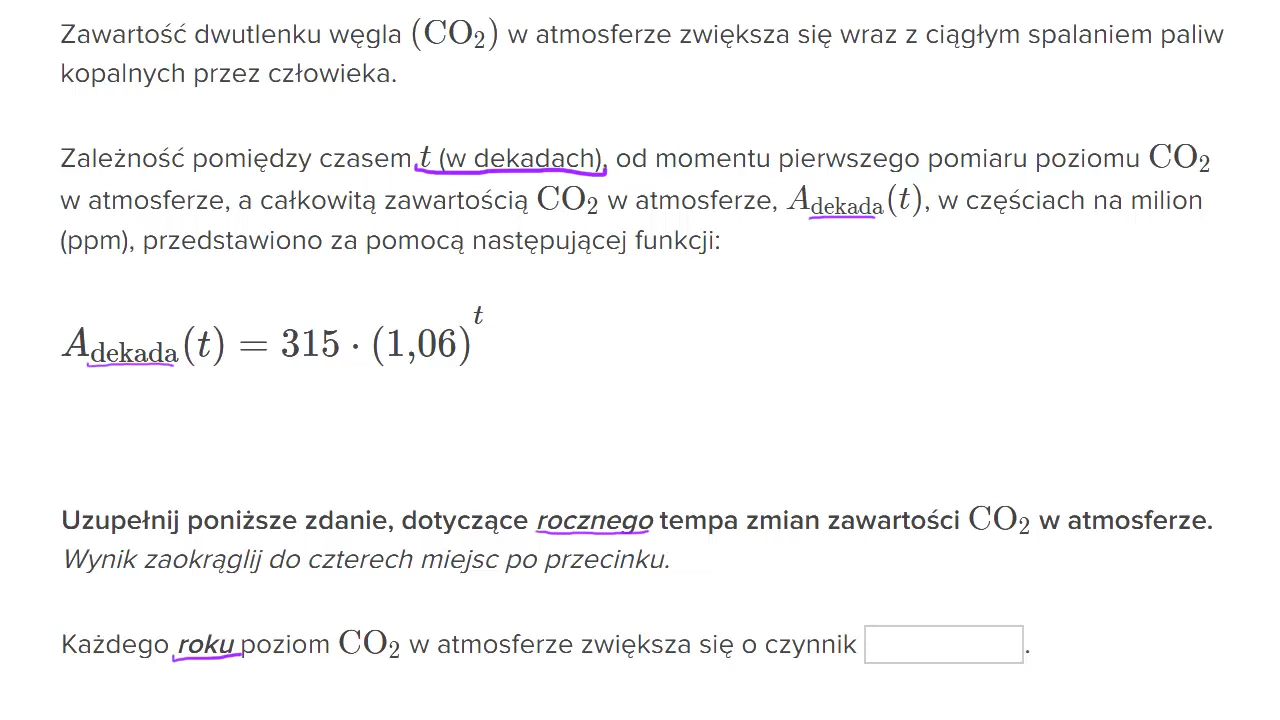 Zawartość dwutlenku węgla (CO₂) w atmosferze zwiększa się wraz z ciągłym spalaniem paliw
kopalnych przez człowieka.
Zależność pomiędzy czasem t (w dekadach), od momentu pierwszego pomiaru poziomu CO₂
w atmosferze, a całkowitą zawartością CO₂ w atmosferze, A_dekada(t), w częściach na milion
(ppm), przedstawiono za pomocą następującej funkcji:
A_dekada(t) = 315 · (1,06)^t
Uzupełnij poniższe zdanie, dotyczące rocznego tempa zmian zawartości CO₂ w atmosferze.
Wynik zaokrąglij do czterech miejsc po przecinku.
Każdego roku poziom CO₂ w atmosferze zwiększa się o czynnik .